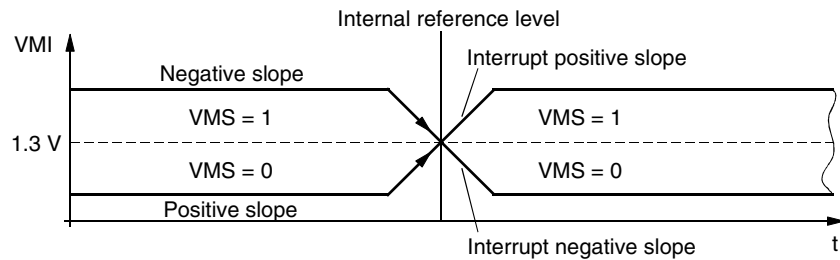 Internal reference level
VMI
Negative slope
Interrupt positive slope
VMS = 1
VMS = 1
1.3 V
VMS = 0
VMS = 0
Positive slope
Interrupt negative slope
t